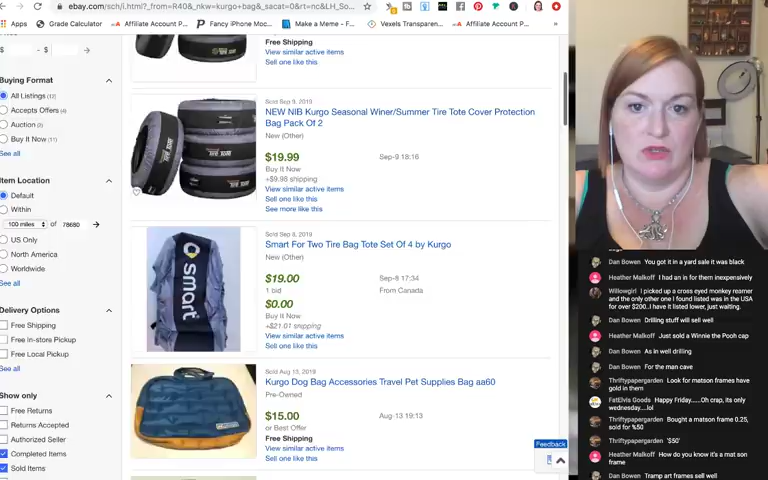 ebay.com/sch/i.html?_from=R40&_nkw=kurgo+bag&_sacat=0&rt=nc&LH_So...
Apps
Grade Calculator
Affiliate Account P...
Fancy iPhone Moc...
Make a Meme - F...
Vexels Transparen...
Affiliate Account P...
$
- $
Buying Format
All Listings (12)
Accepts Offers (4)
Auction (2)
Buy It Now (11)
See all
Item Location
Default
Within
100 miles
of
78680
US Only
North America
Worldwide
See all
Delivery Options
Free Shipping
Free In-store Pickup
Free Local Pickup
See all
Show only
Free Returns
Returns Accepted
Authorized Seller
Completed Items
Sold Items
Free Shipping
View similar active items
Sell one like this
Sold Sep 9, 2019
NEW NIB Kurgo Seasonal Winer/Summer Tire Tote Cover Protection
Bag Pack Of 2
New (Other)
$19.99
Sep-9 18:16
Buy It Now
+$9.98 shipping
View similar active items
Sell one like this
See more like this
smart
Sold Sep 8, 2019
Smart For Two Tire Bag Tote Set Of 4 by Kurgo
New (Other)
$19.00
Sep-8 17:34
1 bid
From Canada
$0.00
Buy It Now
+$21.01 shipping
View similar active items
Sell one like this
Sold Aug 13, 2019
Kurgo Dog Bag Accessories Travel Pet Supplies Bag aa60
Pre-Owned
$15.00
Aug-13 19:13
or Best Offer
Free Shipping
View similar active items
Sell one like this
Feedback
Dan Bowen You got it in a yard sale it was black
Heather Malkoff I had an in for them inexpensively
Willowgirl I picked up a cross eyed monkey reamer
and the only other one I found listed was in the USA
for over $200...I have it listed lower, just waiting.
Dan Bowen Drilling stuff will sell well
Heather Malkoff Just sold a Winnie the Pooh cap
Dan Bowen As in well drilling
Dan Bowen For the man cave
Thriftypapergarden Look for matson frames have
gold in them
FatElvis Goods Happy Friday......Oh crap, its only
wednesday....lol
Thriftypapergarden Bought a matson frame 0.25,
sold for %50
Thriftypapergarden '$50'
Heather Malkoff How do you know it's a mat son
frame
Dan Bowen Tramp art frames sell well